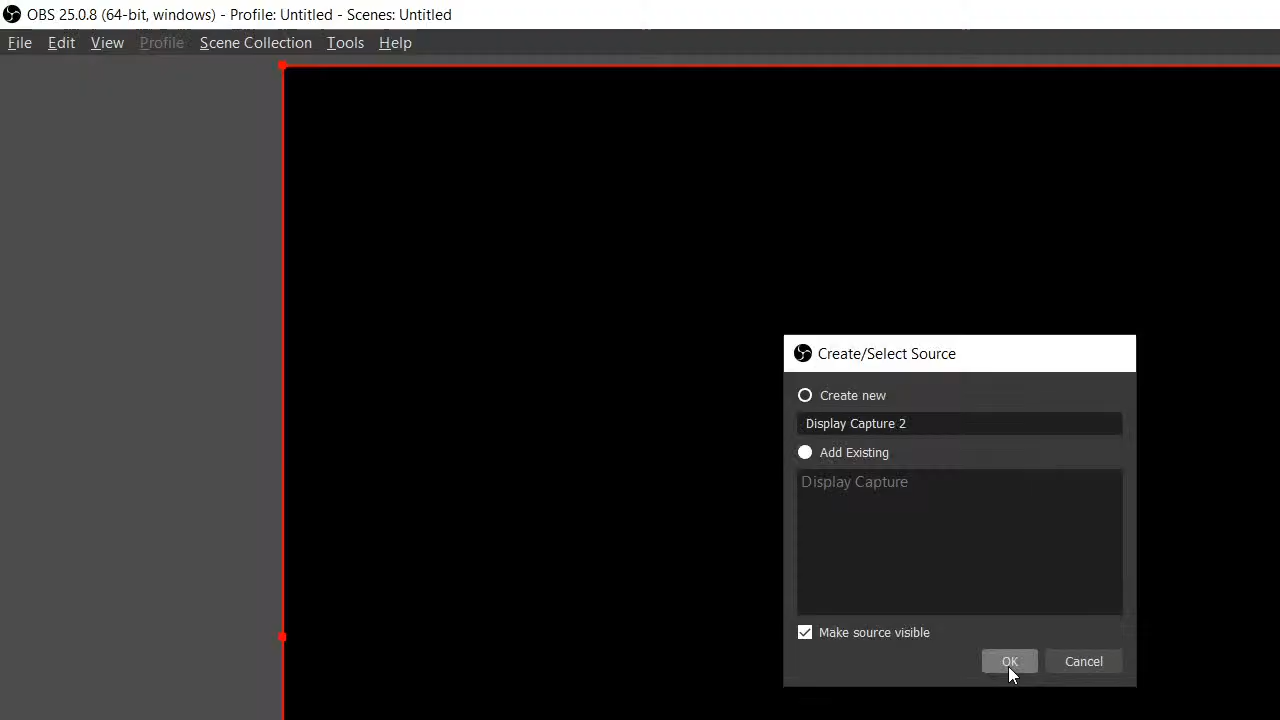 OBS 25.0.8 (64-bit, windows) - Profile: Untitled - Scenes: Untitled
File Edit View Profile Scene Collection Tools Help
Create/Select Source
Create new
Display Capture 2
Add Existing
Display Capture
Make source visible
OK Cancel